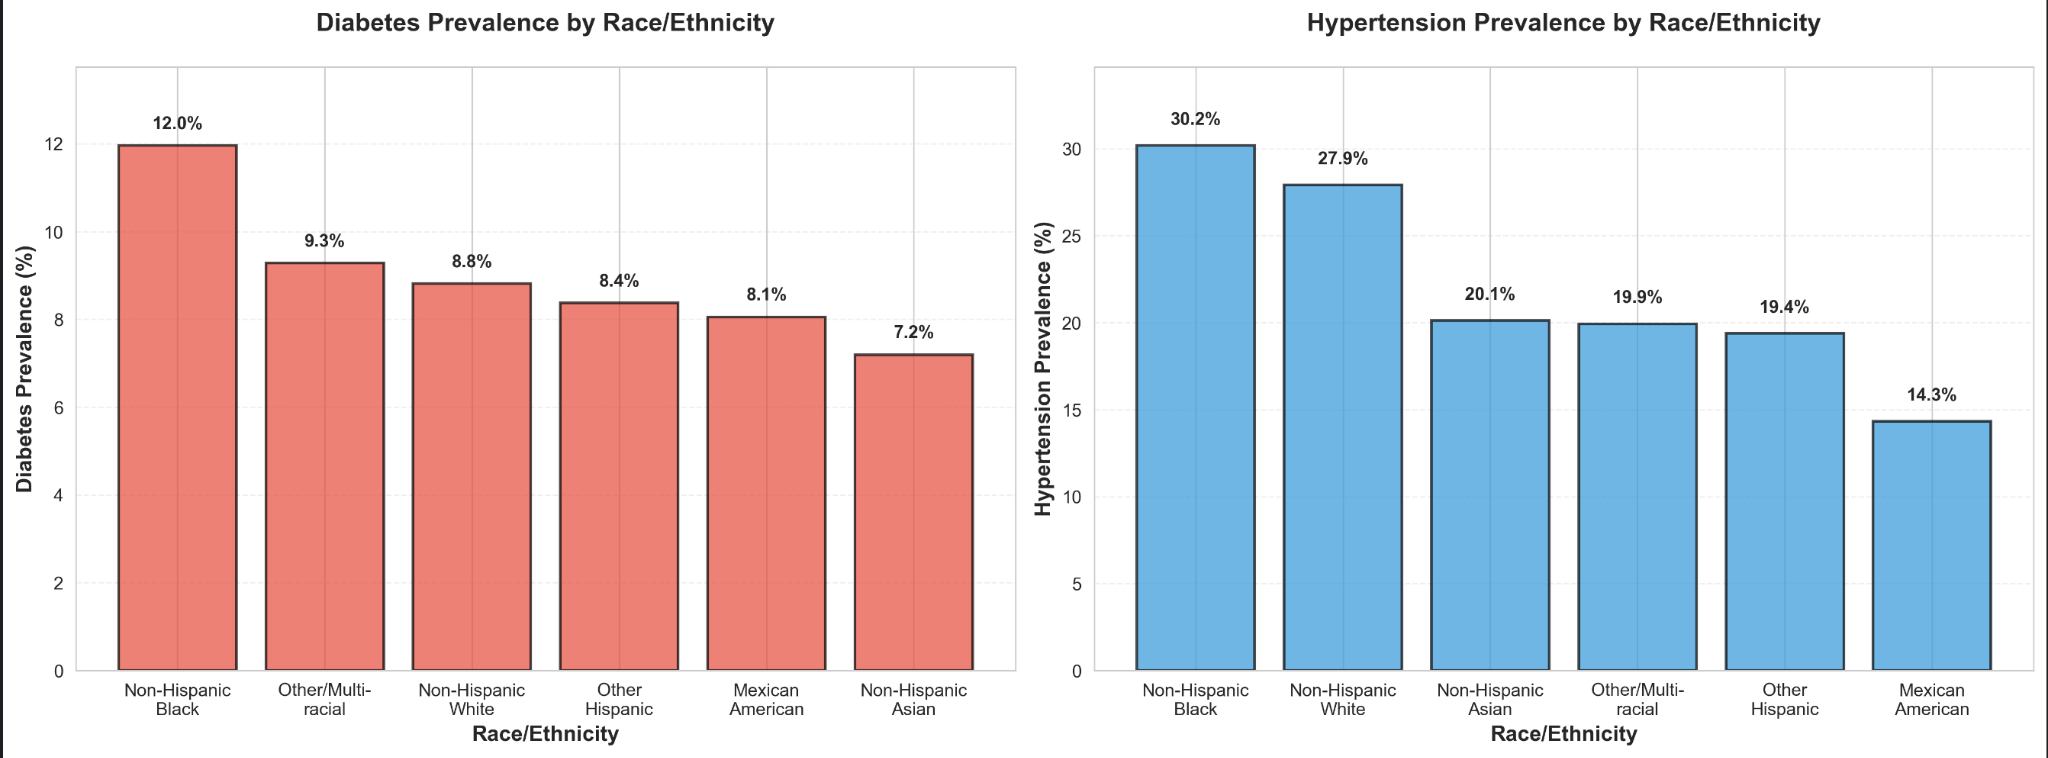 Diabetes Prevalence by Race/Ethnicity
Diabetes Prevalence (%)
12
10
8
6
4
2
0
12.0%
9.3%
8.8%
8.4%
8.1%
7.2%
Non-Hispanic
Black
Other/Multi-
racial
Non-Hispanic
White
Other
Hispanic
Mexican
American
Non-Hispanic
Asian
Race/Ethnicity
Hypertension Prevalence by Race/Ethnicity
Hypertension Prevalence (%)
30
25
20
15
10
5
0
30.2%
27.9%
20.1%
19.9%
19.4%
14.3%
Non-Hispanic
Black
Non-Hispanic
White
Non-Hispanic
Asian
Other/Multi-
racial
Other
Hispanic
Mexican
American
Race/Ethnicity